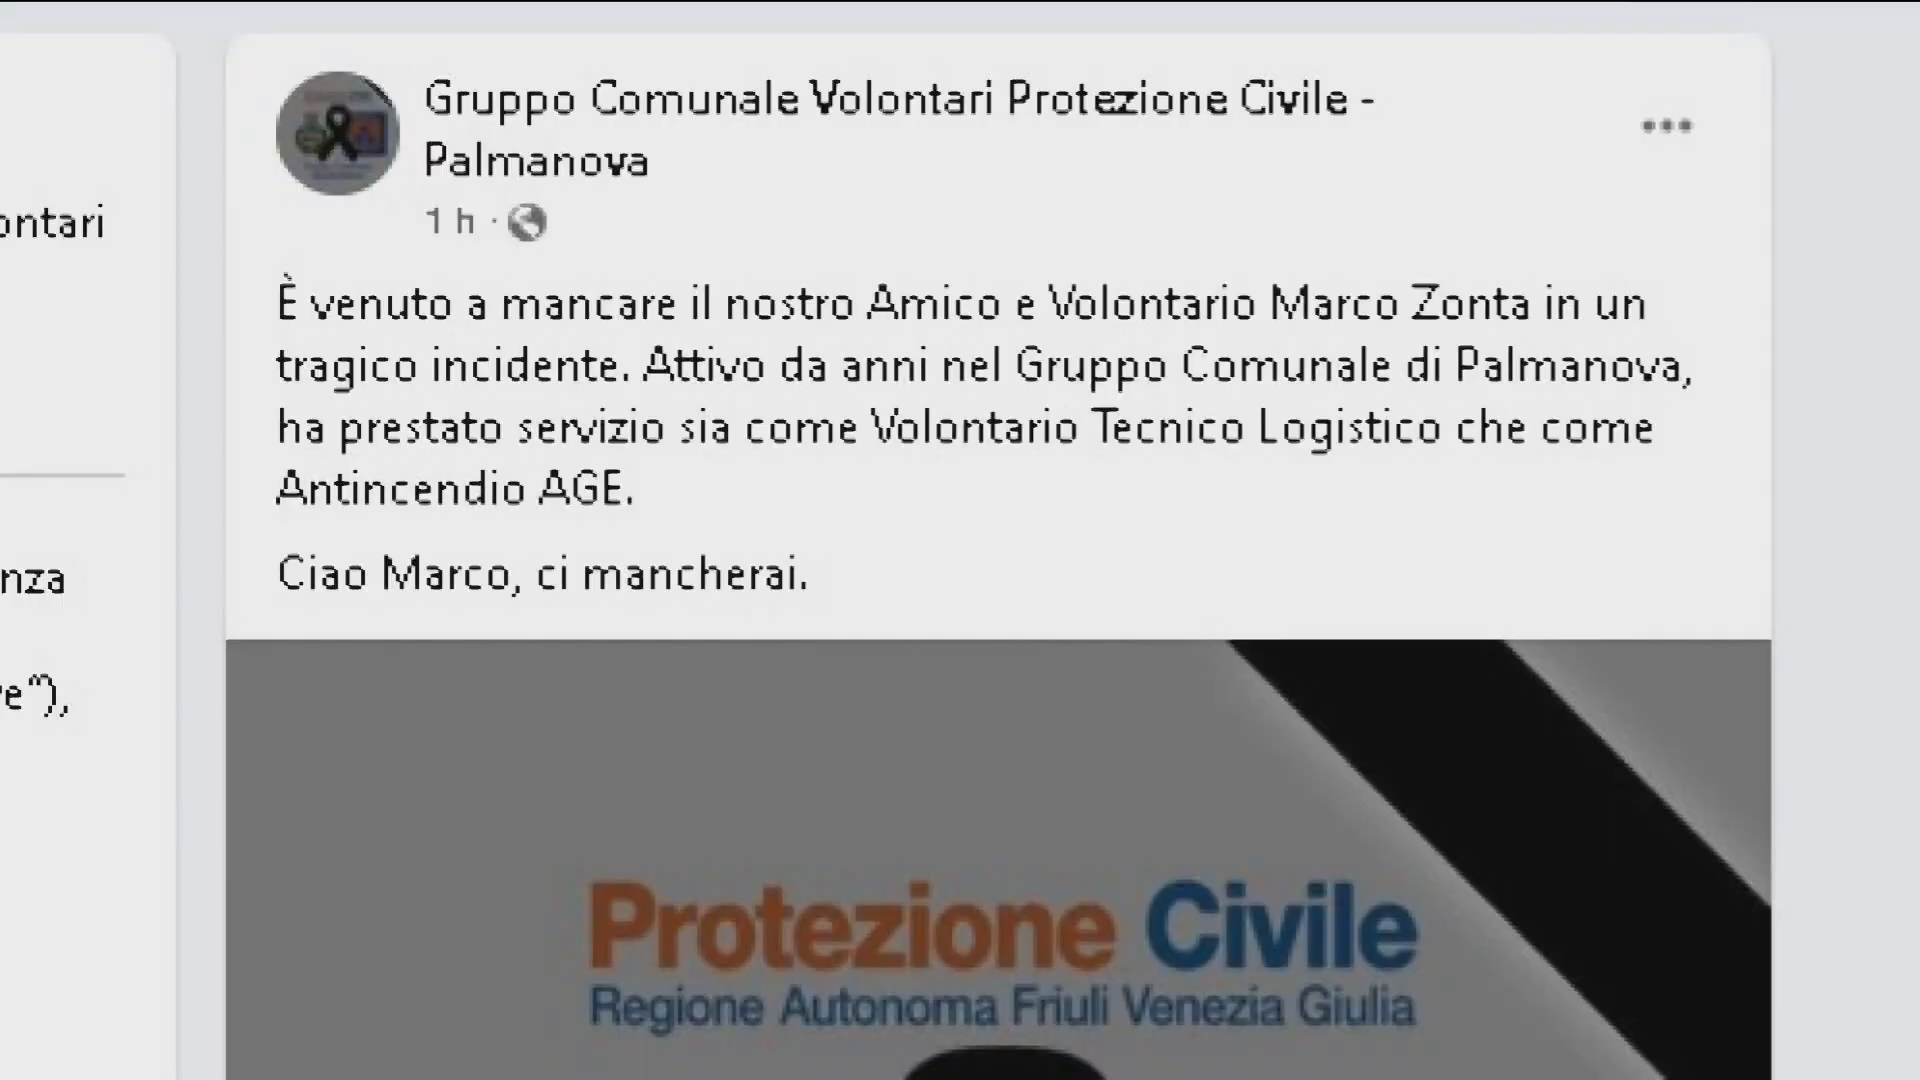 Gruppo Comunale Volontari Protezione Civile -
Palmanova
1 h ·
ontari
È venuto a mancare il nostro Amico e Volontario Marco Zonta in un
tragico incidente. Attivo da anni nel Gruppo Comunale di Palmanova,
ha prestato servizio sia come Volontario Tecnico Logistico che come
Antincendio AGE.
Ciao Marco, ci mancherai.
nza
e"),
Protezione Civile
Regione Autonoma Friuli Venezia Giulia